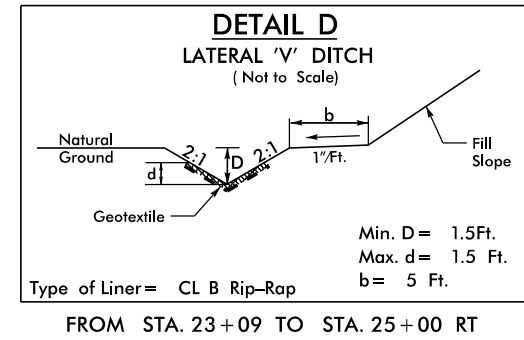 DETAIL D
LATERAL 'V' DITCH
( Not to Scale)
b
Natural
Ground
2:1
D
2:1
1"/Ft.
d
Fill
Slope
Geotextile
Min. D = 1.5Ft.
Max. d = 1.5 Ft.
b = 5 Ft.
Type of Liner = CL B Rip-Rap
FROM STA. 23+09 TO STA. 25+00 RT